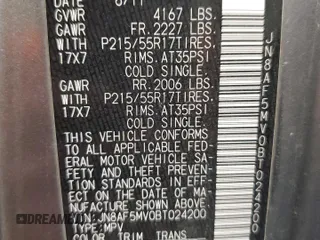 6/11
GVWR 4167 LBS.
GAWR FR. 2227 LBS.
WITH P215/55R17TIRES,
17X7 RIMS, AT35PSI
COLD SINGLE
GAWR RR. 2006 LBS.
WITH P215/55R17TIRES,
17X7 RIMS, AT35PSI
COLD SINGLE
THIS VEHICLE CONFORMS
TO ALL APPLICABLE FED-
ERAL MOTOR VEHICLE SA-
FETY AND THEFT PREVEN-
TION STANDARDS IN EFF-
ECT ON THE DATE OF MA-
NUFACTURE SHOWN ABOVE.
V.I.N.:JN8AF5MV0BT024200
TYPE:MPV
COLOR TRIM TRANS
JN8AF5MV0BT024200
DREAMBID